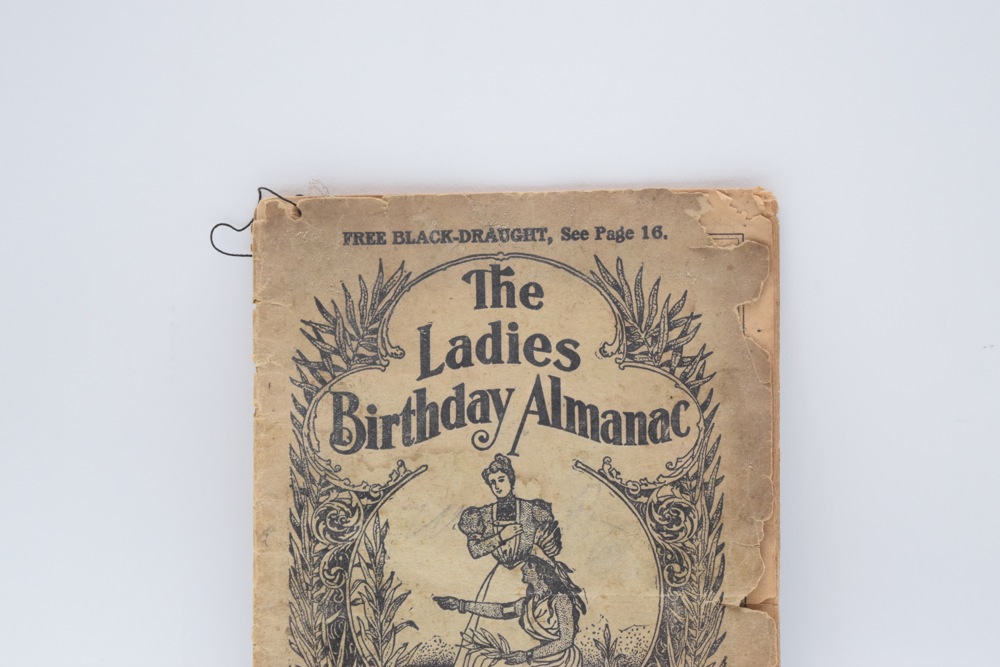 FREE BLACK-DRAUGHT, See Page 16.
The
Ladies
Birthday Almanac